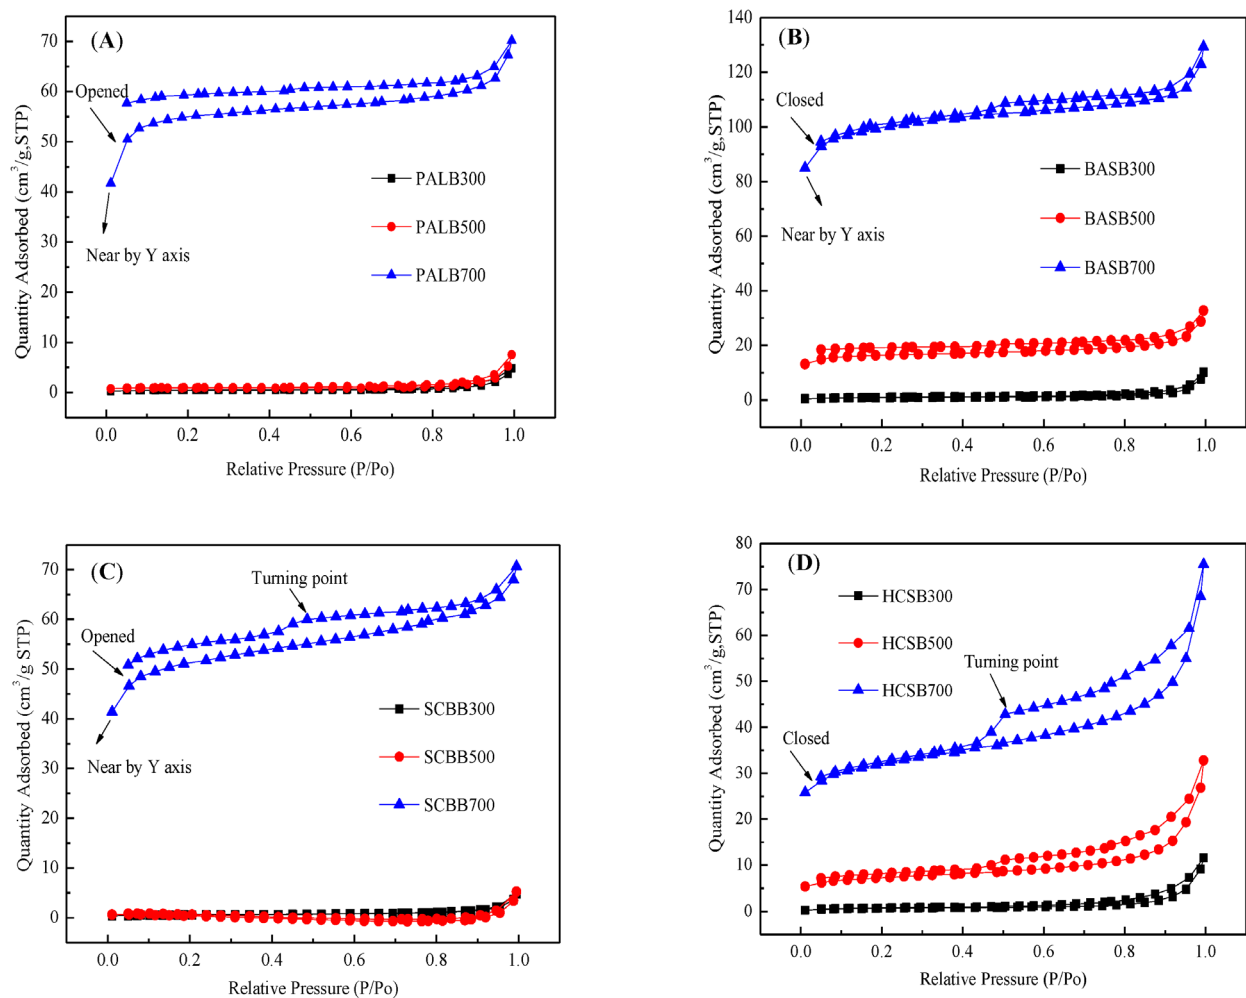 (A)
Quantity Adsorbed (cm³/g,STP)
70
60
50
40
30
20
10
0
Opened
Near by Y axis
PALB300
PALB500
PALB700
0.0 0.2 0.4 0.6 0.8 1.0
Relative Pressure (P/Po)
(B)
Quantity Adsorbed (cm³/g,STP)
140
120
100
80
60
40
20
0
Closed
Near by Y axis
BASB300
BASB500
BASB700
0.0 0.2 0.4 0.6 0.8 1.0
Relative Pressure (P/Po)
(C)
Quantity Adsorbed (cm³/g STP)
70
60
50
40
30
20
10
0
Turning point
Opened
Near by Y axis
SCBB300
SCBB500
SCBB700
0.0 0.2 0.4 0.6 0.8 1.0
Relative Pressure (P/Po)
(D)
Quantity Adsorbed (cm³/g,STP)
80
70
60
50
40
30
20
10
0
HCSB300
HCSB500
HCSB700
Turning point
Closed
0.0 0.2 0.4 0.6 0.8 1.0
Relative Pressure (P/Po)